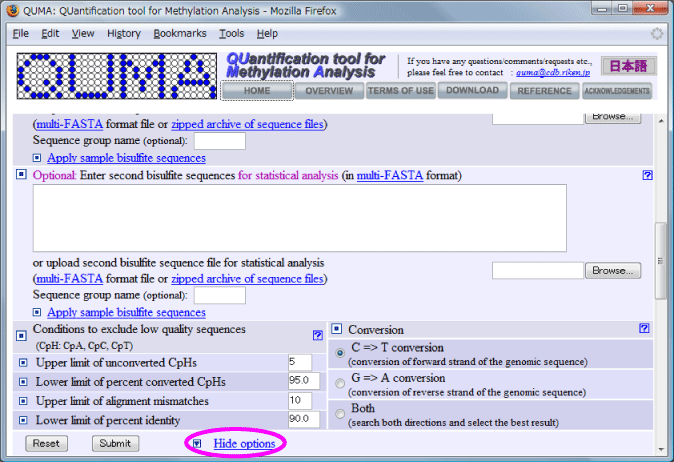 QUMA: QUantification tool for Methylation Analysis - Mozilla Firefox
File Edit View History Bookmarks Tools Help
QUMA
QUantification tool for
Methylation Analysis
If you have any questions/comments/requests etc.,
please feel free to contact : quma@cdb.riken.jp
日本語
HOME OVERVIEW TERMS OF USE DOWNLOAD REFERENCE ACKNOWLEDGEMENTS
(multi-FASTA format file or zipped archive of sequence files)
Browse...
Sequence group name (optional):
Apply sample bisulfite sequences
Optional: Enter second bisulfite sequences for statistical analysis (in multi-FASTA format)
?
or upload second bisulfite sequence file for statistical analysis
(multi-FASTA format file or zipped archive of sequence files)
Browse...
Sequence group name (optional):
Apply sample bisulfite sequences
Conditions to exclude low quality sequences
(CpH: CpA, CpC, CpT)
?
Upper limit of unconverted CpHs 5
Lower limit of percent converted CpHs 95.0
Upper limit of alignment mismatches 10
Lower limit of percent identity 90.0
Conversion
?
C => T conversion
(conversion of forward strand of the genomic sequence)
G => A conversion
(conversion of reverse strand of the genomic sequence)
Both
(search both directions and select the best result)
Reset Submit Hide options